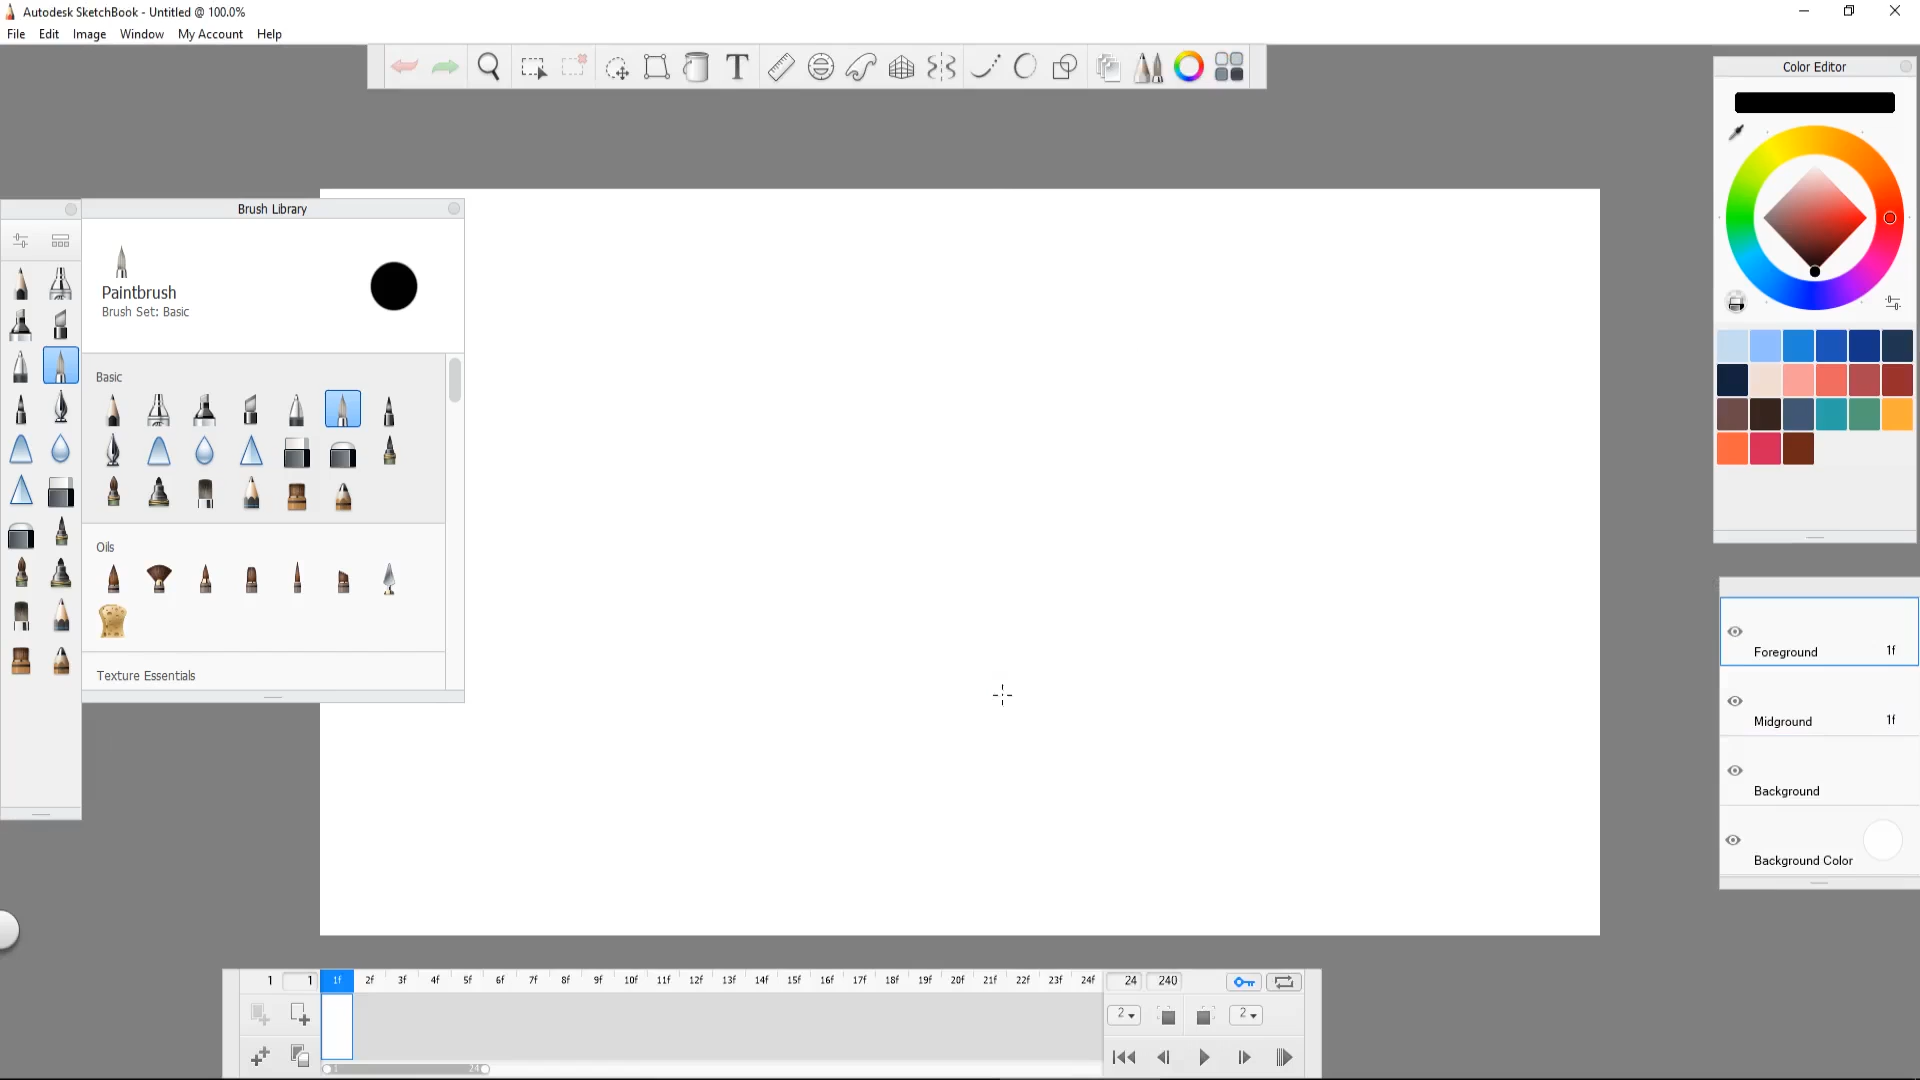 Autodesk SketchBook - Untitled @ 100.0%
File Edit Image Window My Account Help
Color Editor
Brush Library
Paintbrush
Brush Set: Basic
Basic
Oils
Texture Essentials
Foreground 1f
Midground 1f
Background
Background Color
1 1 1f 2f 3f 4f 5f 6f 7f 8f 9f 10f 11f 12f 13f 14f 15f 16f 17f 18f 19f 20f 21f 22f 23f 24f 24 240
2 2
1 24